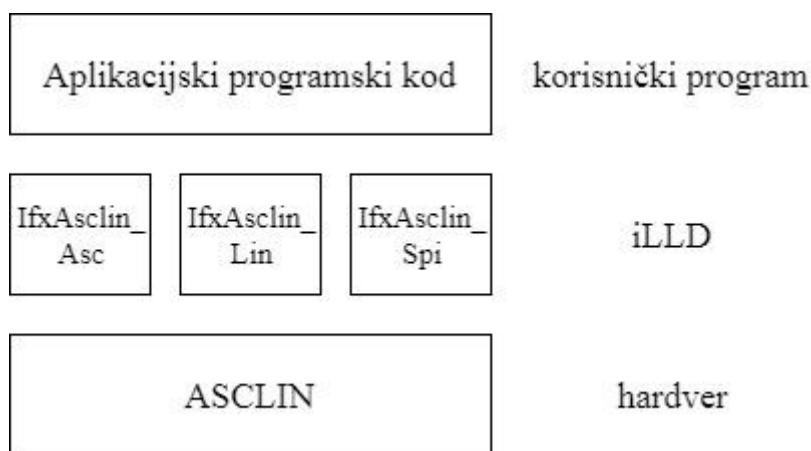 Aplikacijski programski kod
korisnički program
IfxAsclin_
Asc
IfxAsclin_
Lin
IfxAsclin_
Spi
iLLD
ASCLIN
hardver